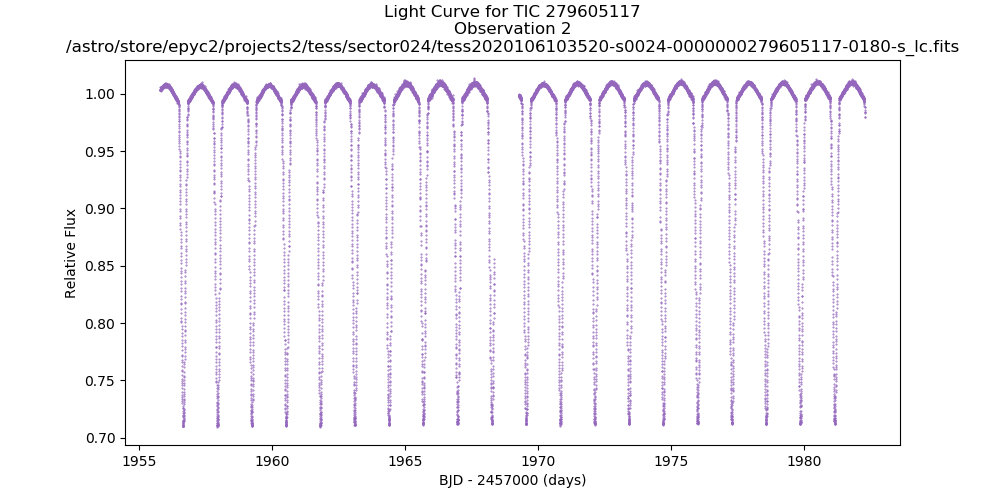 Light Curve for TIC 279605117
Observation 2
/astro/store/epyc2/projects2/tess/sector024/tess2020106103520-s0024-0000000279605117-0180-s_lc.fits
1.00
0.95
0.90
0.85
0.80
0.75
0.70
Relative Flux
1955 1960 1965 1970 1975 1980
BJD - 2457000 (days)